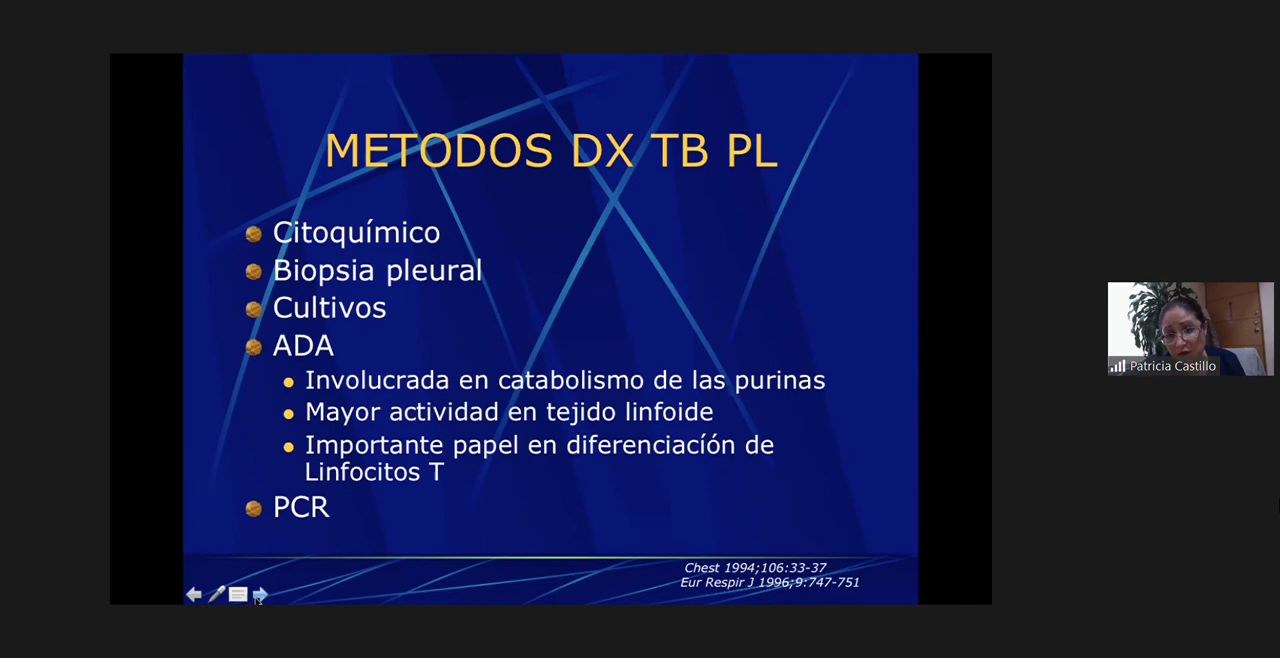 METODOS DX TB PL
Citoquímico
Biopsia pleural
Cultivos
ADA
Involucrada en catabolismo de las purinas
Mayor actividad en tejido linfoide
Importante papel en diferenciacíón de
Linfocitos T
PCR
Chest 1994;106:33-37
Eur Respir J 1996;9:747-751
Patricia Castillo